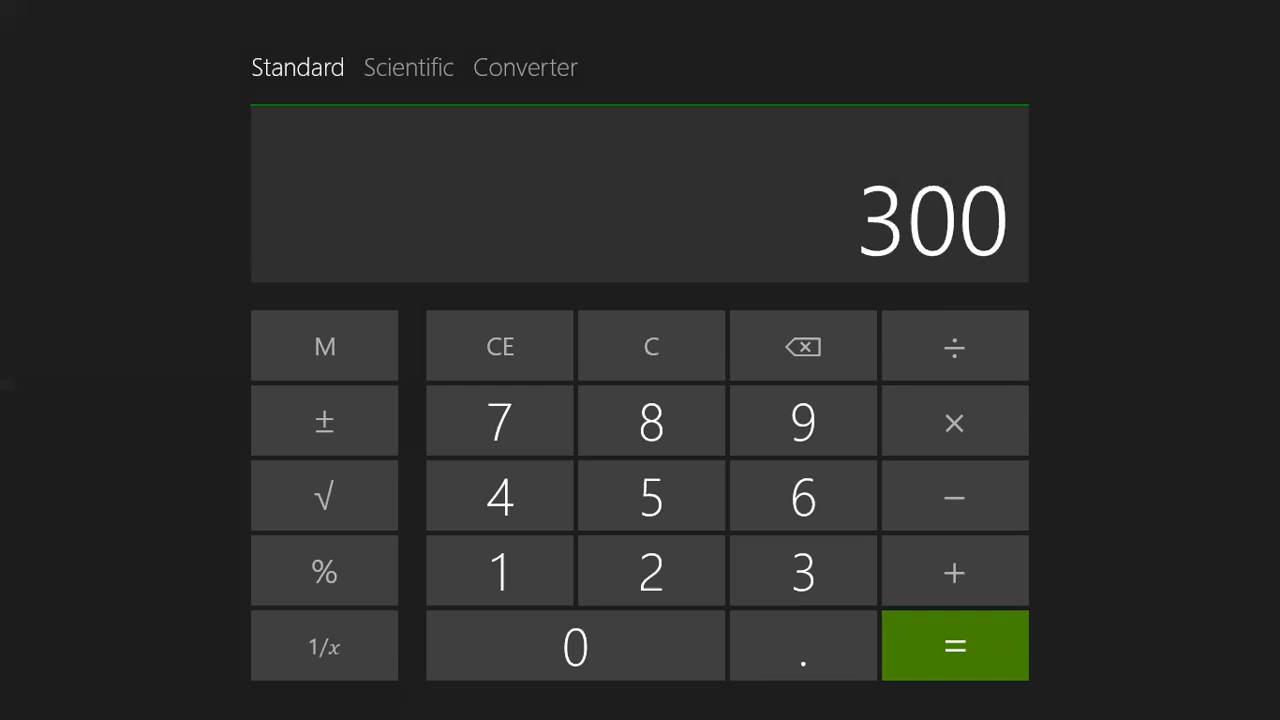 Standard Scientific Converter
300
M CE C ÷
± 7 8 9 ×
√ 4 5 6 −
% 1 2 3 +
1/x 0 . =